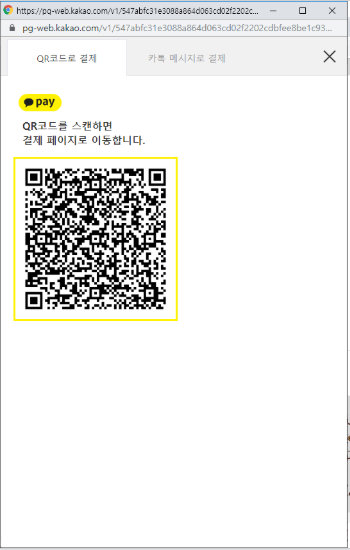 https://pg-web.kakao.com/v1/547abfc31e3088a864d063cd02f2202c...
pg-web.kakao.com/v1/547abfc31e3088a864d063cd02f2202cdbfee8be1c93...
QR코드로 결제
카톡 메시지로 결제
pay
QR코드를 스캔하면
결제 페이지로 이동합니다.